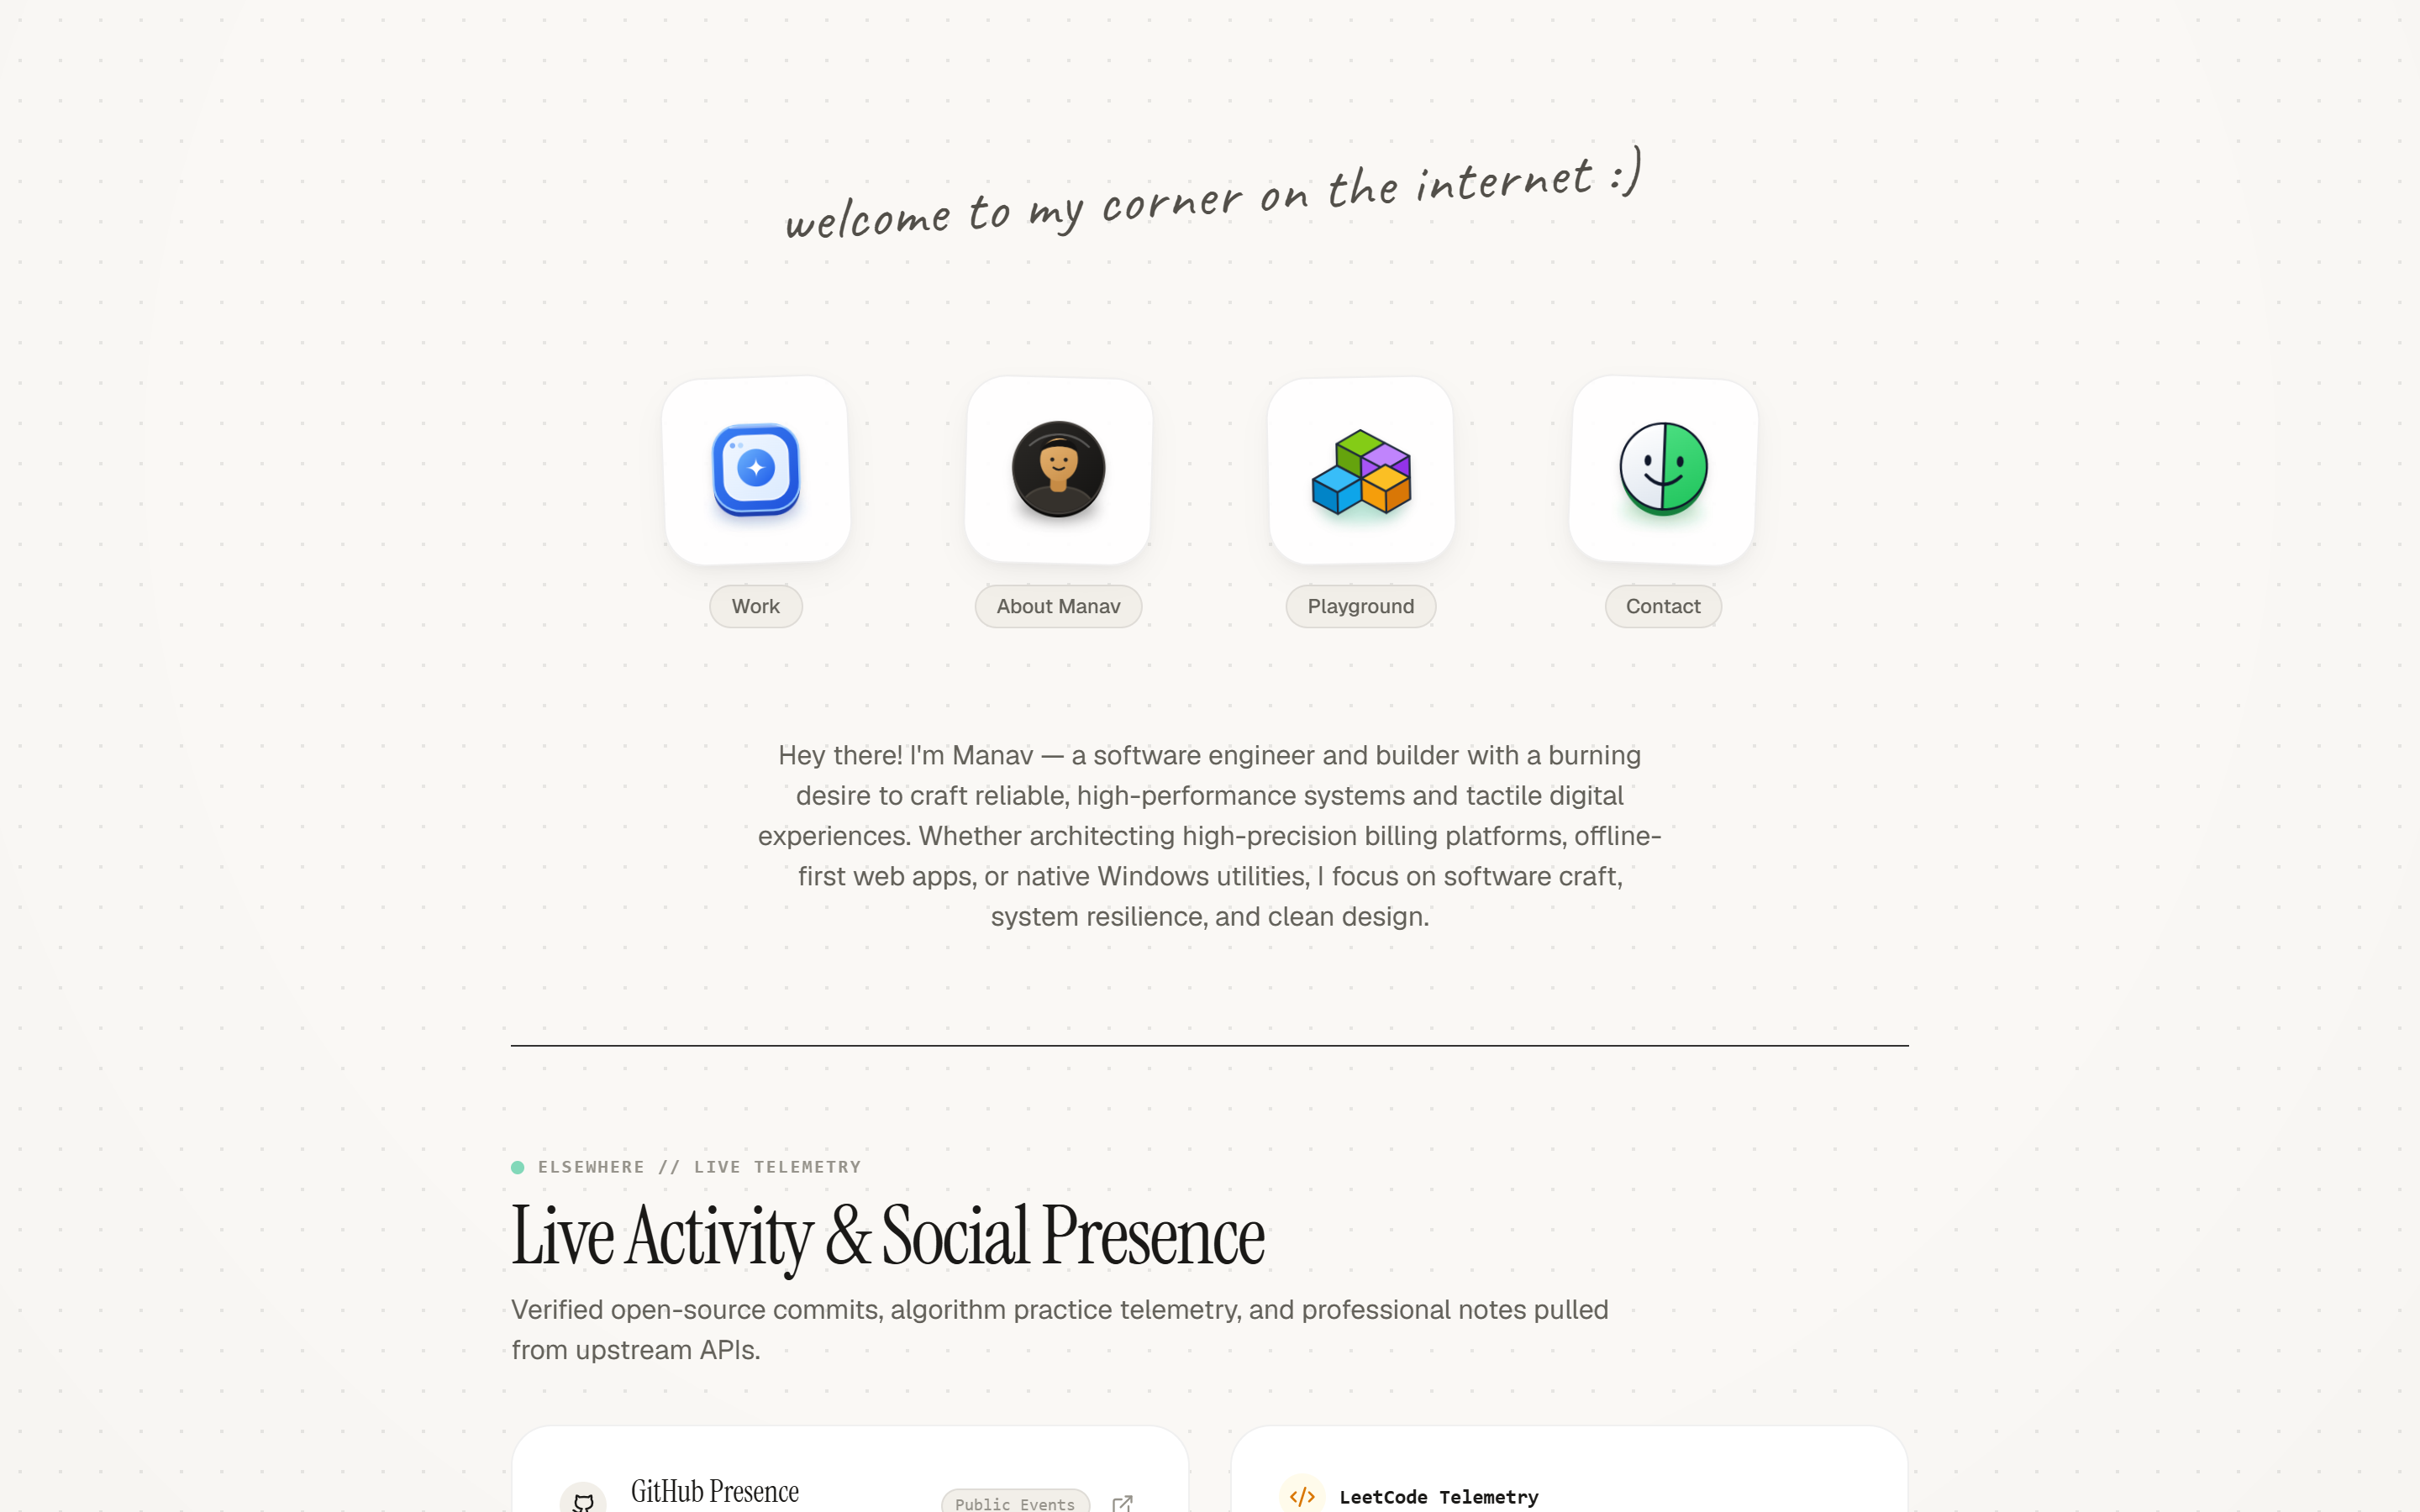 welcome to my corner on the internet :)
Work
About Manav
Playground
Contact
Hey there! I'm Manav — a software engineer and builder with a burning
desire to craft reliable, high-performance systems and tactile digital
experiences. Whether architecting high-precision billing platforms, offline-
first web apps, or native Windows utilities, I focus on software craft,
system resilience, and clean design.
ELSEWHERE // LIVE TELEMETRY
Live Activity & Social Presence
Verified open-source commits, algorithm practice telemetry, and professional notes pulled
from upstream APIs.
GitHub Presence
Public Events
LeetCode Telemetry